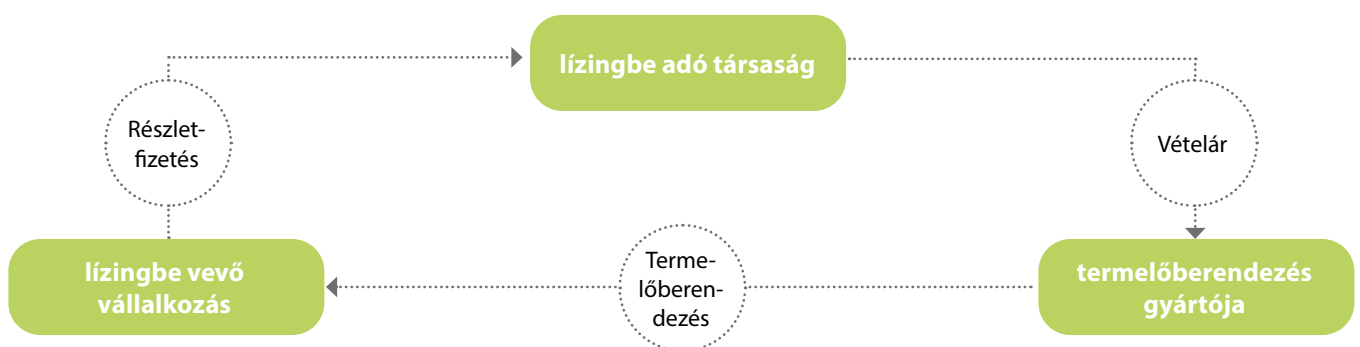 lízingbe adó társaság
Részlet-
fizetés
Vételár
lízingbe vevő
vállalkozás
Terme-
lőberen-
dezés
termelőberendezés
gyártója